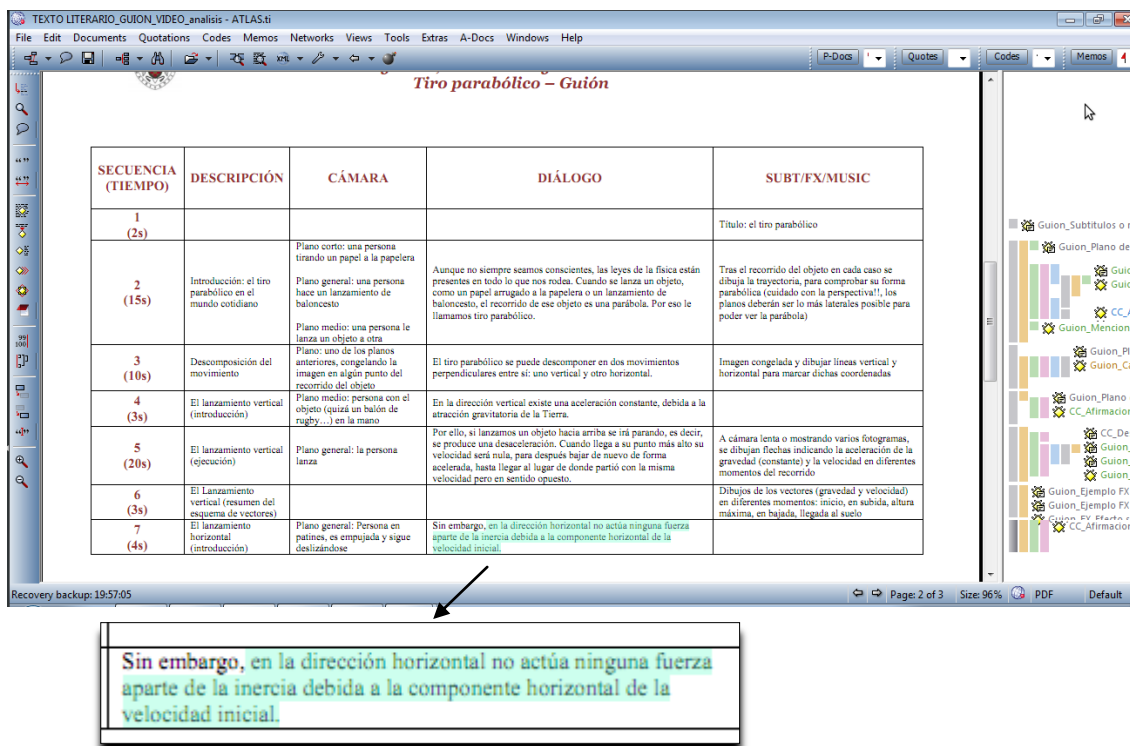 TEXTO LITERARIO_GUION_VIDEO_analisis - ATLAS.ti
File Edit Documents Quotations Codes Memos Networks Views Tools Extras A-Docs Windows Help
P-Docs Quotes Codes Memos
Tiro parabólico – Guión
SECUENCIA
(TIEMPO)
DESCRIPCIÓN
CÁMARA
DIÁLOGO
SUBT/FX/MUSIC
1
(2s)
Título: el tiro parabólico
2
(15s)
Introducción: el tiro
parabólico en el
mundo cotidiano
Plano corto: una persona
tirando un papel a la papelera
Plano general: una persona
hace un lanzamiento de
baloncesto
Plano medio: una persona le
lanza un objeto a otra
Aunque no siempre seamos conscientes, las leyes de la física están
presentes en todo lo que nos rodea. Cuando se lanza un objeto,
como un papel arrugado a la papelera o un lanzamiento de
baloncesto, el recorrido de ese objeto es una parábola. Por eso le
llamamos tiro parabólico.
Tras el recorrido del objeto en cada caso se
dibuja la trayectoria, para comprobar su forma
parabólica (cuidado con la perspectiva!!, los
planos deberán ser lo más laterales posible para
poder ver la parábola)
3
(10s)
Descomposición del
movimiento
Plano: uno de los planos
anteriores, congelando la
imagen en algún punto del
recorrido del objeto
El tiro parabólico se puede descomponer en dos movimientos
perpendiculares entre sí: uno vertical y otro horizontal.
Imagen congelada y dibujar líneas vertical y
horizontal para marcar dichas coordenadas
4
(3s)
El lanzamiento vertical
(introducción)
Plano medio: persona con el
objeto (quizá un balón de
rugby…) en la mano
En la dirección vertical existe una aceleración constante, debida a la
atracción gravitatoria de la Tierra.
5
(20s)
El lanzamiento vertical
(ejecución)
Plano general: la persona
lanza
Por ello, si lanzamos un objeto hacia arriba se irá parando, es decir,
se produce una desaceleración. Cuando llega a su punto más alto su
velocidad será nula, para después bajar de nuevo de forma
acelerada, hasta llegar al lugar de donde partió con la misma
velocidad pero en sentido opuesto.
A cámara lenta o mostrando varios fotogramas,
se dibujan flechas indicando la aceleración de la
gravedad (constante) y la velocidad en diferentes
momentos del recorrido
6
(3s)
El Lanzamiento
vertical (resumen del
esquema de vectores)
Dibujos de los vectores (gravedad y velocidad)
en diferentes momentos: inicio, en subida, altura
máxima, en bajada, llegada al suelo
7
(4s)
El lanzamiento
horizontal
(introducción)
Plano general: Persona en
patines, es empujada y sigue
deslizándose
Sin embargo, en la dirección horizontal no actúa ninguna fuerza
aparte de la inercia debida a la componente horizontal de la
velocidad inicial.
Guion_Subtitulos o
Guion_Plano de
Guion_Mencion
Guion_Plano
CC_Afirmacion
CC_De
Guion_
Guion_
Guion_
Guion_Ejemplo FX
Guion_Ejemplo FX
CC_Afirmacion
Recovery backup: 19:57:05
Page: 2 of 3 Size: 96% PDF Default
Sin embargo, en la dirección horizontal no actúa ninguna fuerza
aparte de la inercia debida a la componente horizontal de la
velocidad inicial.